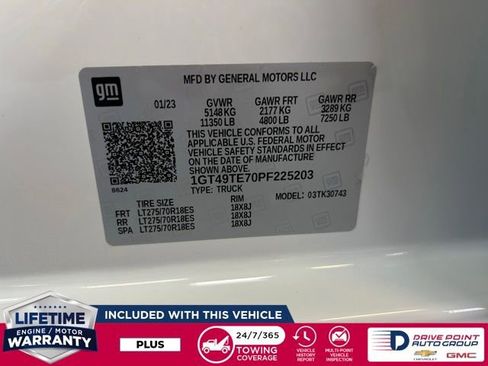 gm
MFD BY GENERAL MOTORS LLC
01/23 GVWR GAWR FRT GAWR RR
5148 KG 2177 KG 3289 KG
11350 LB 4800 LB 7250 LB
THIS VEHICLE CONFORMS TO ALL
APPLICABLE U.S. FEDERAL MOTOR
VEHICLE SAFETY STANDARDS IN
EFFECT ON THE DATE OF
MANUFACTURE SHOWN ABOVE.
1GT49TE70PF225203
8624
TYPE: TRUCK MODEL: 03TK30743
TIRE SIZE RIM
FRT LT275/70R18ES 18X8J
RR LT275/70R18ES 18X8J
SPA LT275/70R18ES 18X8J
LIFETIME
ENGINE / MOTOR
WARRANTY
INCLUDED WITH THIS VEHICLE
PLUS
24/7/365
TOWING
COVERAGE
VEHICLE HISTORY REPORT
MULTI-POINT VEHICLE INSPECTION
DRIVE POINT
AUTO GROUP
CHEVROLET GMC